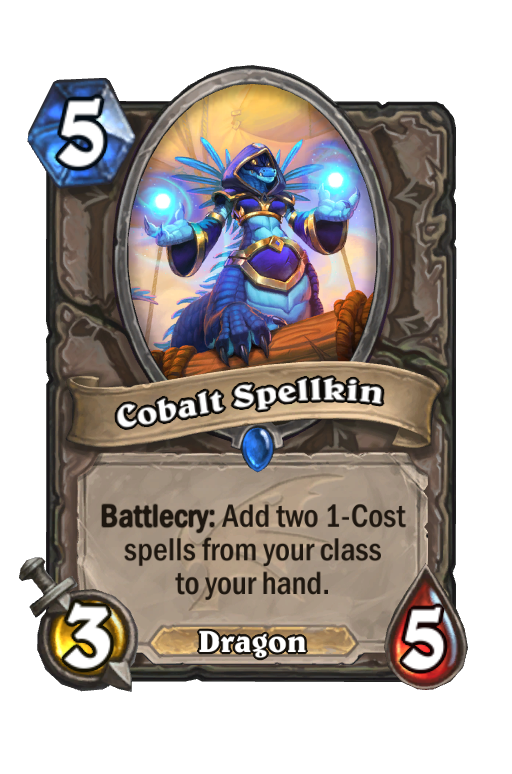 5
Cobalt Spellkin
Battlecry: Add two 1-Cost
spells from your class
to your hand.
3
Dragon
5